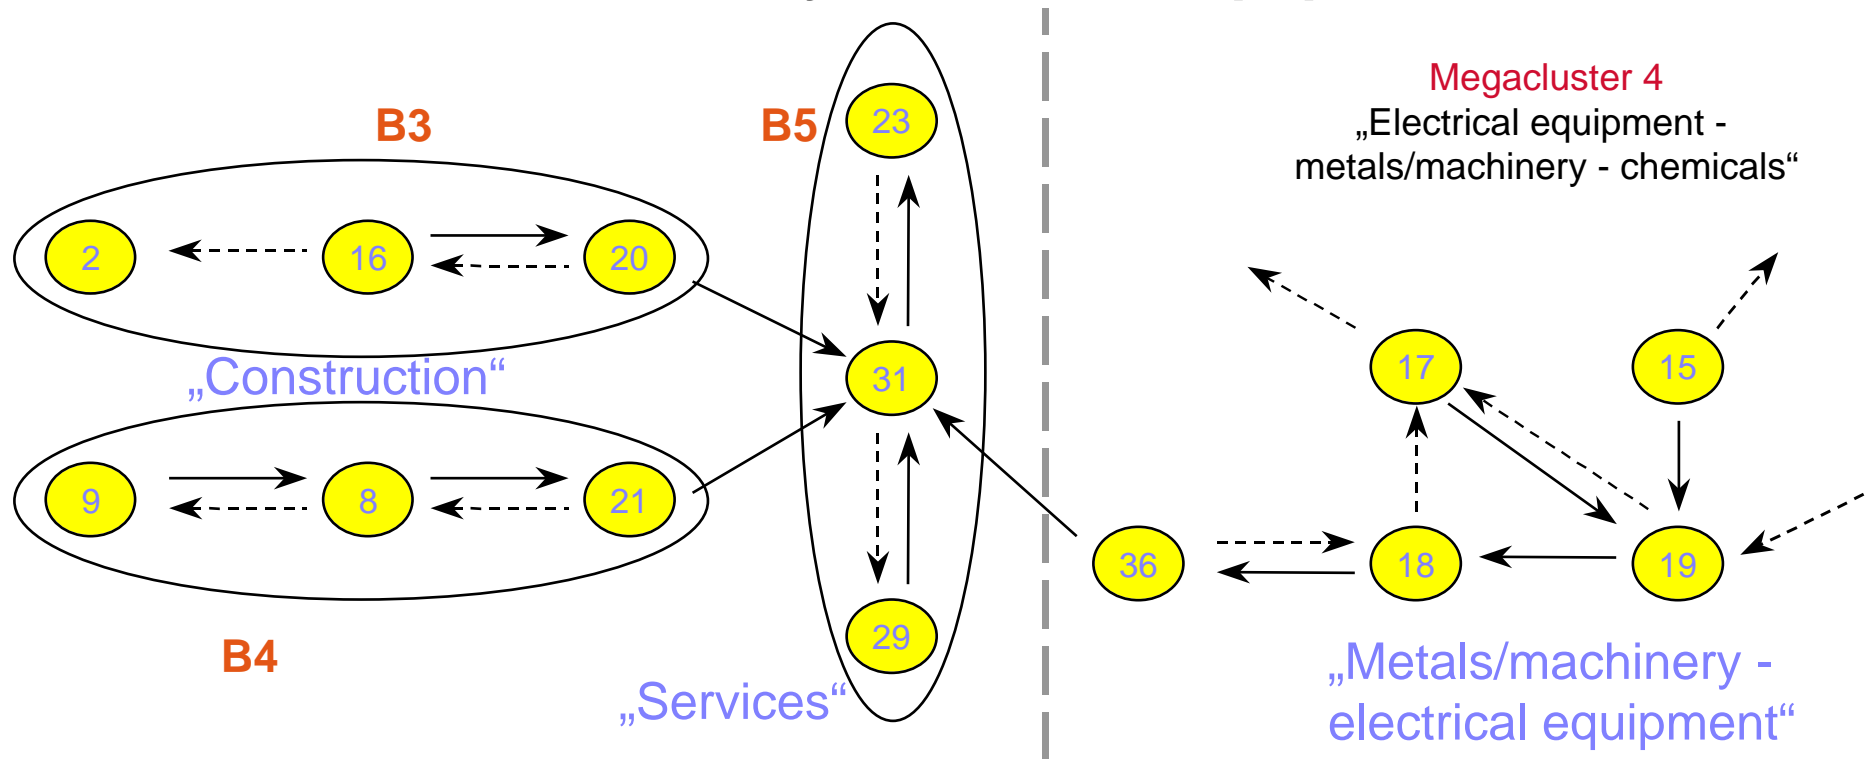 B3
B5
23
Megacluster 4
„Electrical equipment -
metals/machinery - chemicals“
2
16
20
„Construction“
31
17
15
9
8
21
36
18
19
29
B4
„Services“
„Metals/machinery -
electrical equipment“